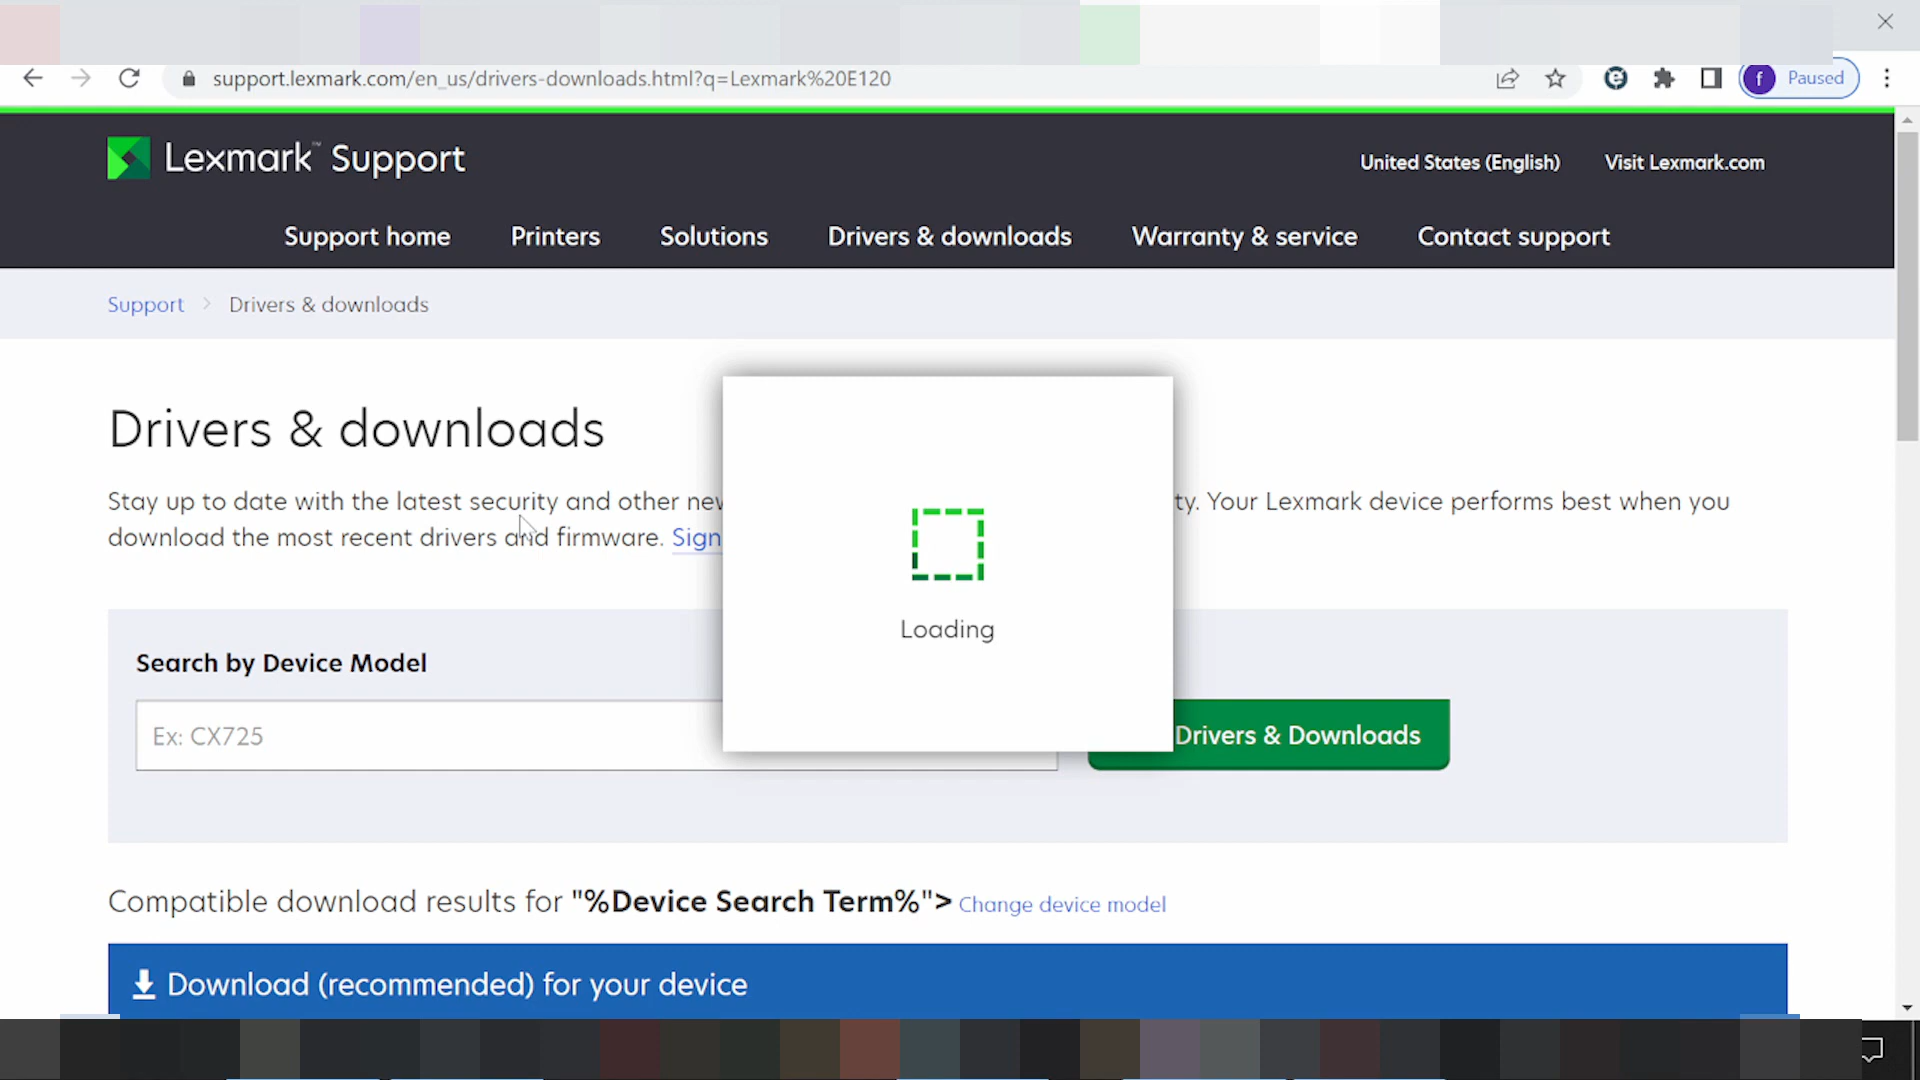 support.lexmark.com/en_us/drivers-downloads.html?q=Lexmark%20E120
f Paused
Lexmark™ Support
United States (English) Visit Lexmark.com
Support home Printers Solutions Drivers & downloads Warranty & service Contact support
Support > Drivers & downloads
Drivers & downloads
Stay up to date with the latest security and other new ty. Your Lexmark device performs best when you
download the most recent drivers and firmware. Sign
Loading
Search by Device Model
Ex: CX725
Drivers & Downloads
Compatible download results for "%Device Search Term%"> Change device model
Download (recommended) for your device